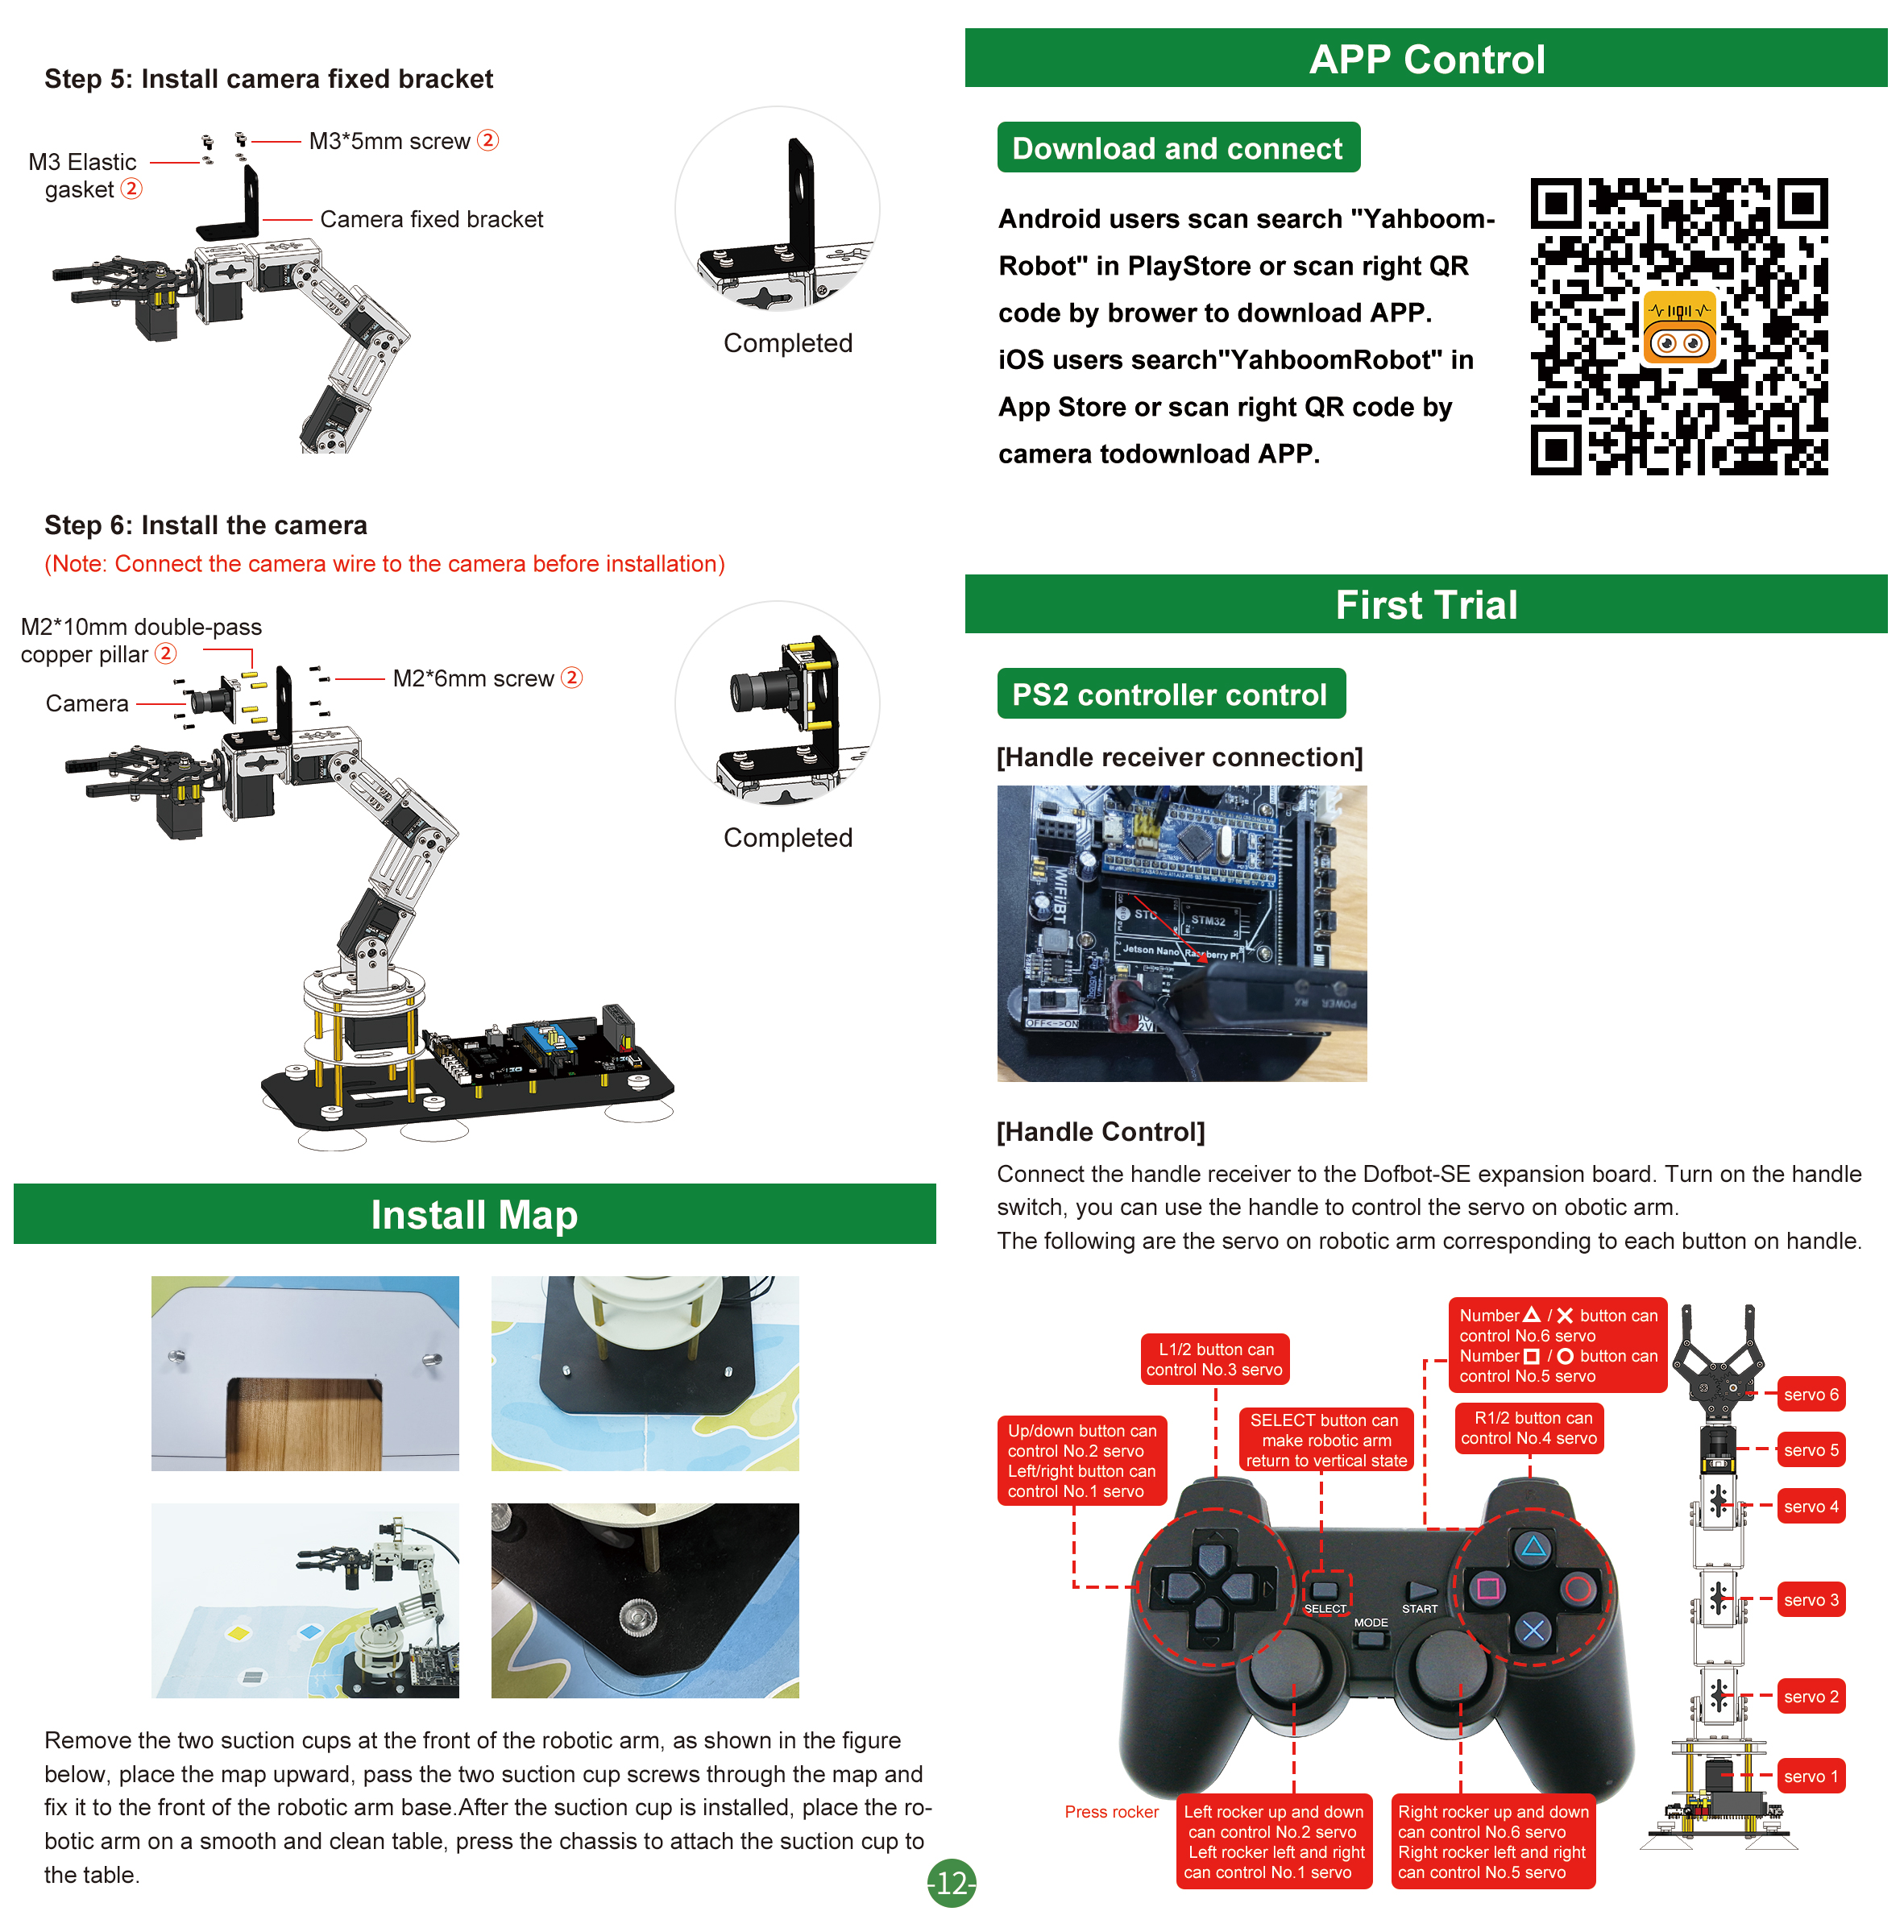 Step 5: Install camera fixed bracket
M3*5mm screw ②
M3 Elastic
gasket ②
Camera fixed bracket
Completed
Step 6: Install the camera
(Note: Connect the camera wire to the camera before installation)
M2*10mm double-pass
copper pillar ②
M2*6mm screw ②
Camera
Completed
Install Map
Remove the two suction cups at the front of the robotic arm, as shown in the figure
below, place the map upward, pass the two suction cup screws through the map and
fix it to the front of the robotic arm base.After the suction cup is installed, place the ro-
botic arm on a smooth and clean table, press the chassis to attach the suction cup to
the table.
-12-
APP Control
Download and connect
Android users scan search "Yahboom-
Robot" in PlayStore or scan right QR
code by brower to download APP.
iOS users search"YahboomRobot" in
App Store or scan right QR code by
camera todownload APP.
First Trial
PS2 controller control
[Handle receiver connection]
WiFi/BT
STC
STM32
Jetson Nano
Raspberry Pi
RX
POWER
OFF<->ON
[Handle Control]
Connect the handle receiver to the Dofbot-SE expansion board. Turn on the handle
switch, you can use the handle to control the servo on obotic arm.
The following are the servo on robotic arm corresponding to each button on handle.
Number △ / ✕ button can
control No.6 servo
Number □ / ○ button can
control No.5 servo
L1/2 button can
control No.3 servo
Up/down button can
control No.2 servo
Left/right button can
control No.1 servo
SELECT button can
make robotic arm
return to vertical state
R1/2 button can
control No.4 servo
SELECT
START
MODE
Press rocker
Left rocker up and down
can control No.2 servo
Left rocker left and right
can control No.1 servo
Right rocker up and down
can control No.6 servo
Right rocker left and right
can control No.5 servo
servo 6
servo 5
servo 4
servo 3
servo 2
servo 1